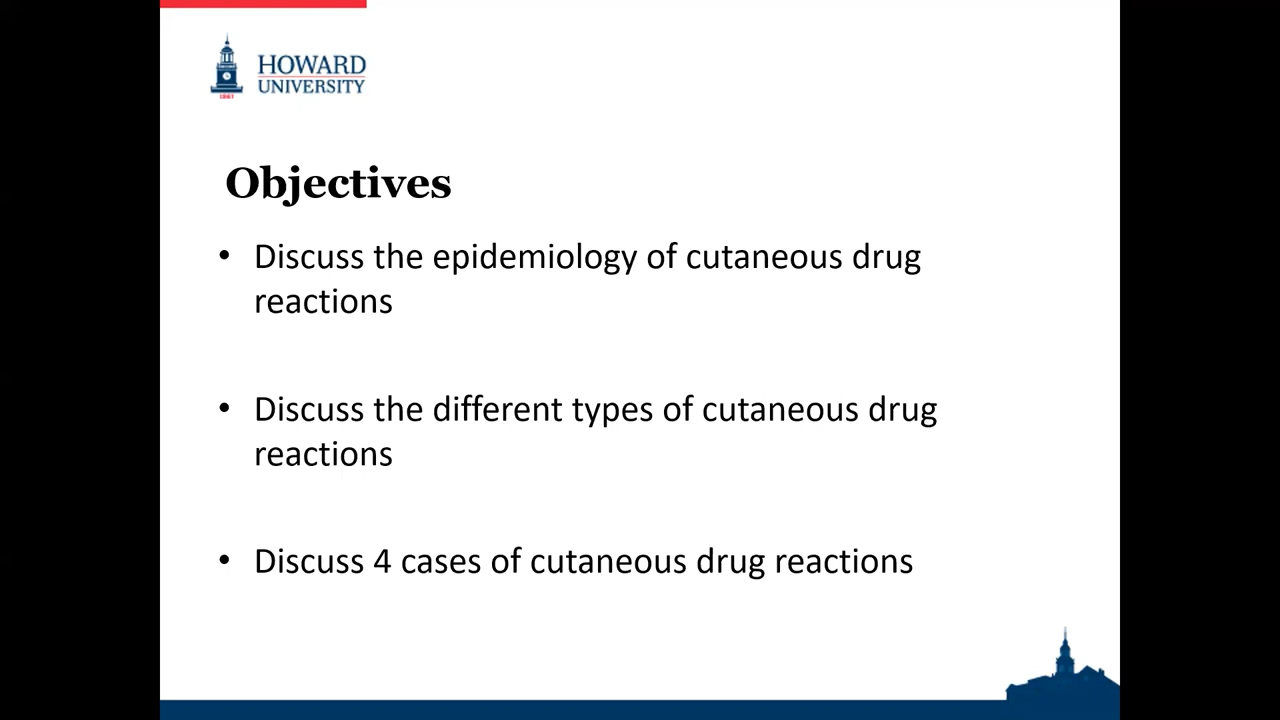 HOWARD
UNIVERSITY
1867
Objectives
• Discuss the epidemiology of cutaneous drug
reactions
• Discuss the different types of cutaneous drug
reactions
• Discuss 4 cases of cutaneous drug reactions